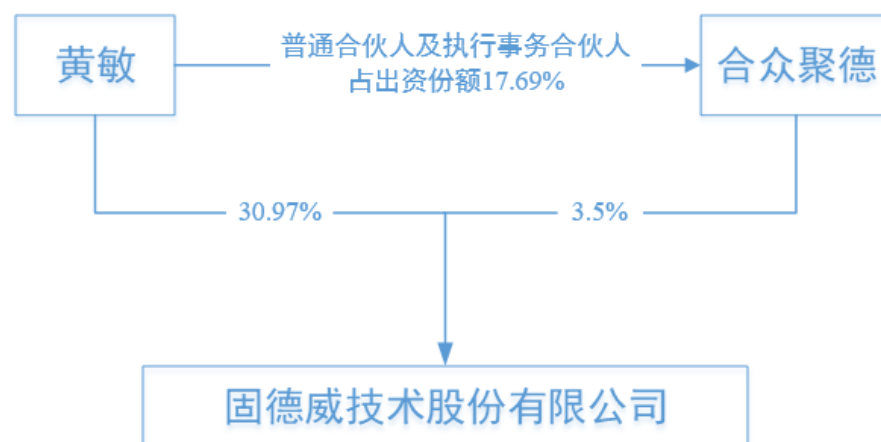 黄敏
普通合伙人及执行事务合伙人
占出资份额17.69%
合众聚德
30.97%
3.5%
固德威技术股份有限公司